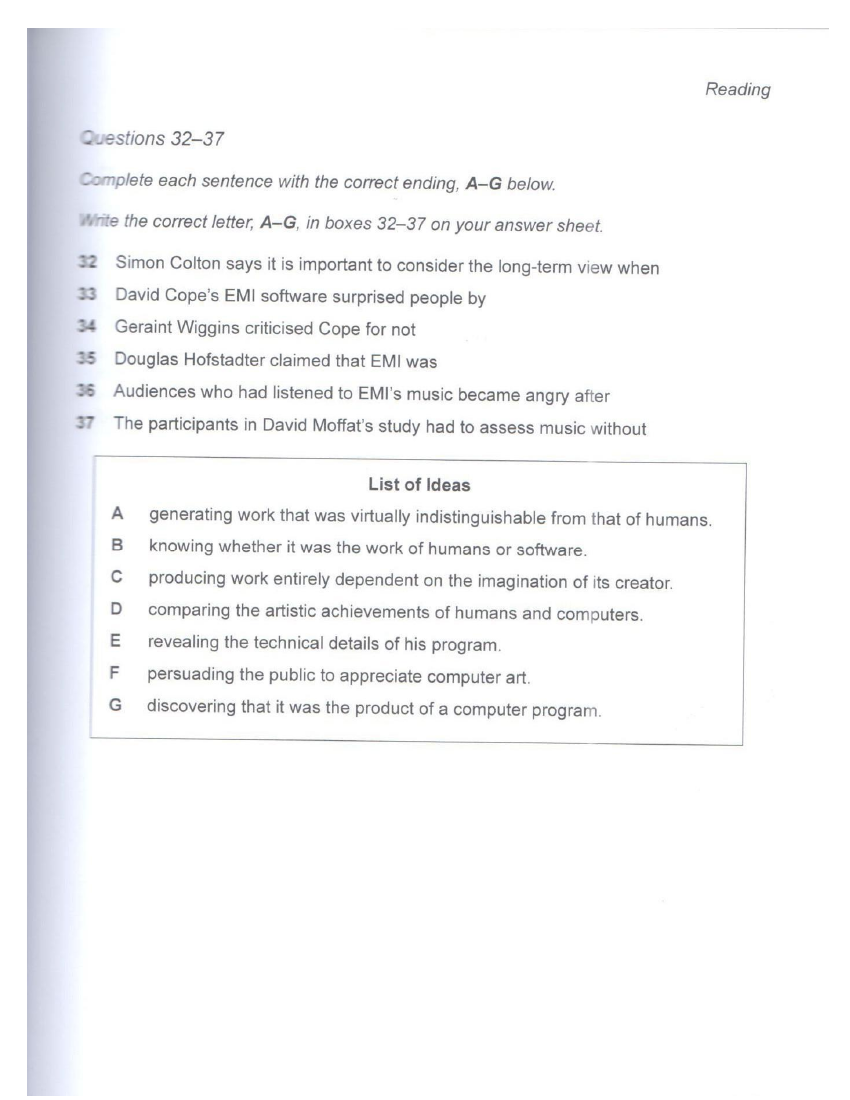 Reading
Questions 32–37
Complete each sentence with the correct ending, A–G below.
Write the correct letter, A–G, in boxes 32–37 on your answer sheet.
32 Simon Colton says it is important to consider the long-term view when
33 David Cope's EMI software surprised people by
34 Geraint Wiggins criticised Cope for not
35 Douglas Hofstadter claimed that EMI was
36 Audiences who had listened to EMI's music became angry after
37 The participants in David Moffat's study had to assess music without
List of Ideas
A generating work that was virtually indistinguishable from that of humans.
B knowing whether it was the work of humans or software.
C producing work entirely dependent on the imagination of its creator.
D comparing the artistic achievements of humans and computers.
E revealing the technical details of his program.
F persuading the public to appreciate computer art.
G discovering that it was the product of a computer program.